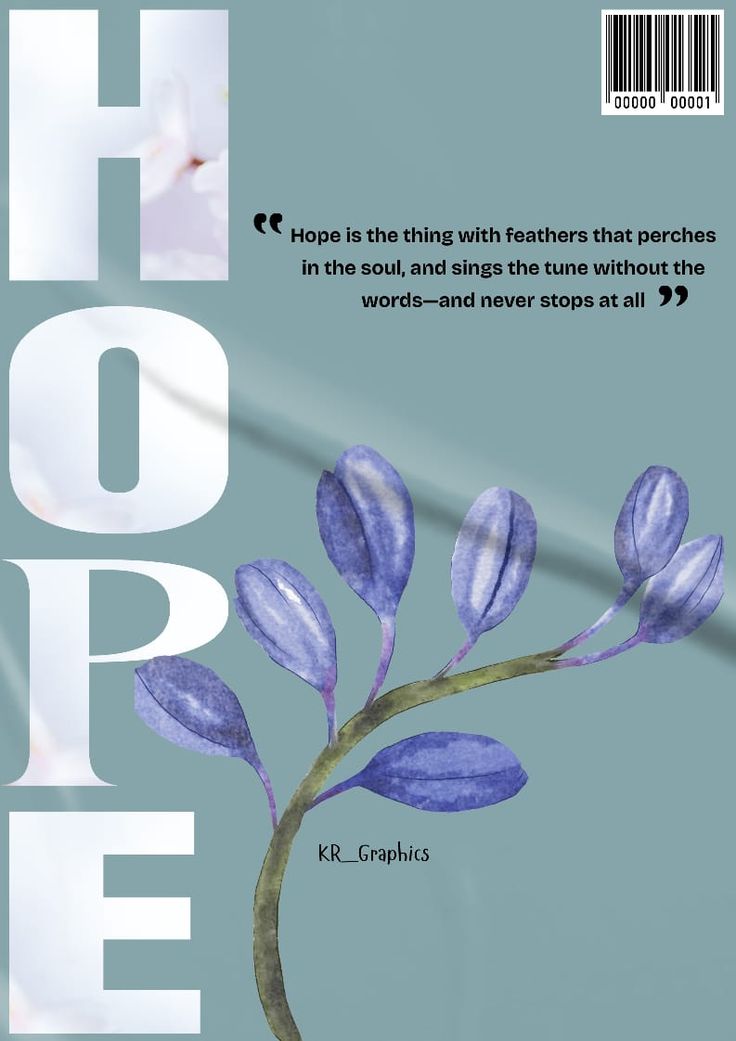 HOPE
00000 00001
“ Hope is the thing with feathers that perches
in the soul, and sings the tune without the
words—and never stops at all ”
KR_Graphics